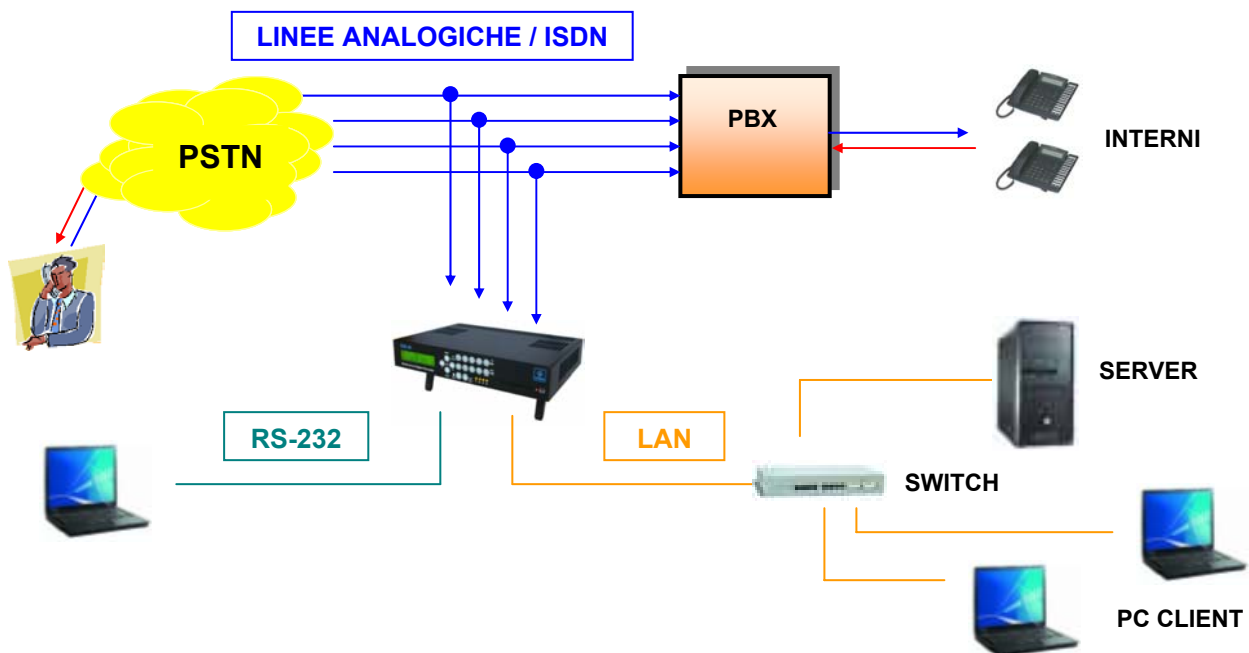 LINEE ANALOGICHE / ISDN
PSTN
PBX
INTERNI
SERVER
RS-232
LAN
SWITCH
PC CLIENT